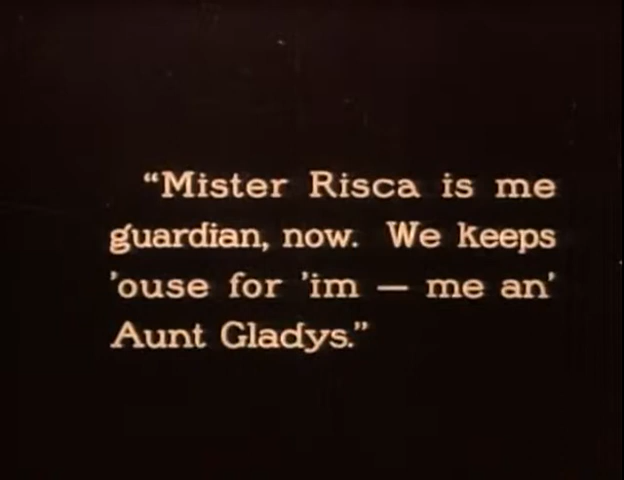 “Mister Risca is me
guardian, now. We keeps
'ouse for 'im — me an'
Aunt Gladys.”